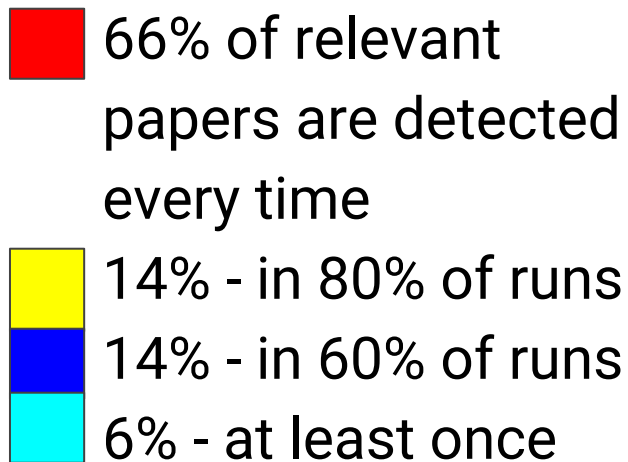 66% of relevant
papers are detected
every time
14% - in 80% of runs
14% - in 60% of runs
6% - at least once